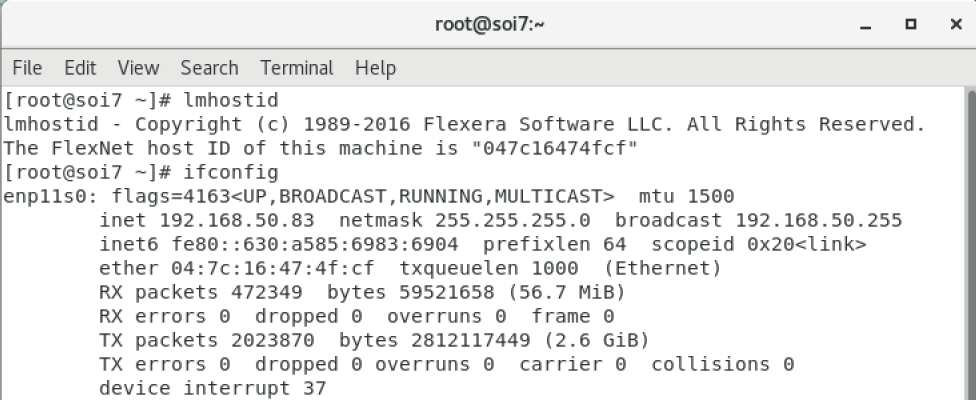 root@soi7:~
File Edit View Search Terminal Help
[root@soi7 ~]# lmhostid
lmhostid - Copyright (c) 1989-2016 Flexera Software LLC. All Rights Reserved.
The FlexNet host ID of this machine is "047c16474fcf"
[root@soi7 ~]# ifconfig
enp11s0: flags=4163<UP,BROADCAST,RUNNING,MULTICAST>  mtu 1500
        inet 192.168.50.83  netmask 255.255.255.0  broadcast 192.168.50.255
        inet6 fe80::630:a585:6983:6904  prefixlen 64  scopeid 0x20<link>
        ether 04:7c:16:47:4f:cf  txqueuelen 1000  (Ethernet)
        RX packets 472349  bytes 59521658 (56.7 MiB)
        RX errors 0  dropped 0  overruns 0  frame 0
        TX packets 2023870  bytes 2812117449 (2.6 GiB)
        TX errors 0  dropped 0 overruns 0  carrier 0  collisions 0
        device interrupt 37